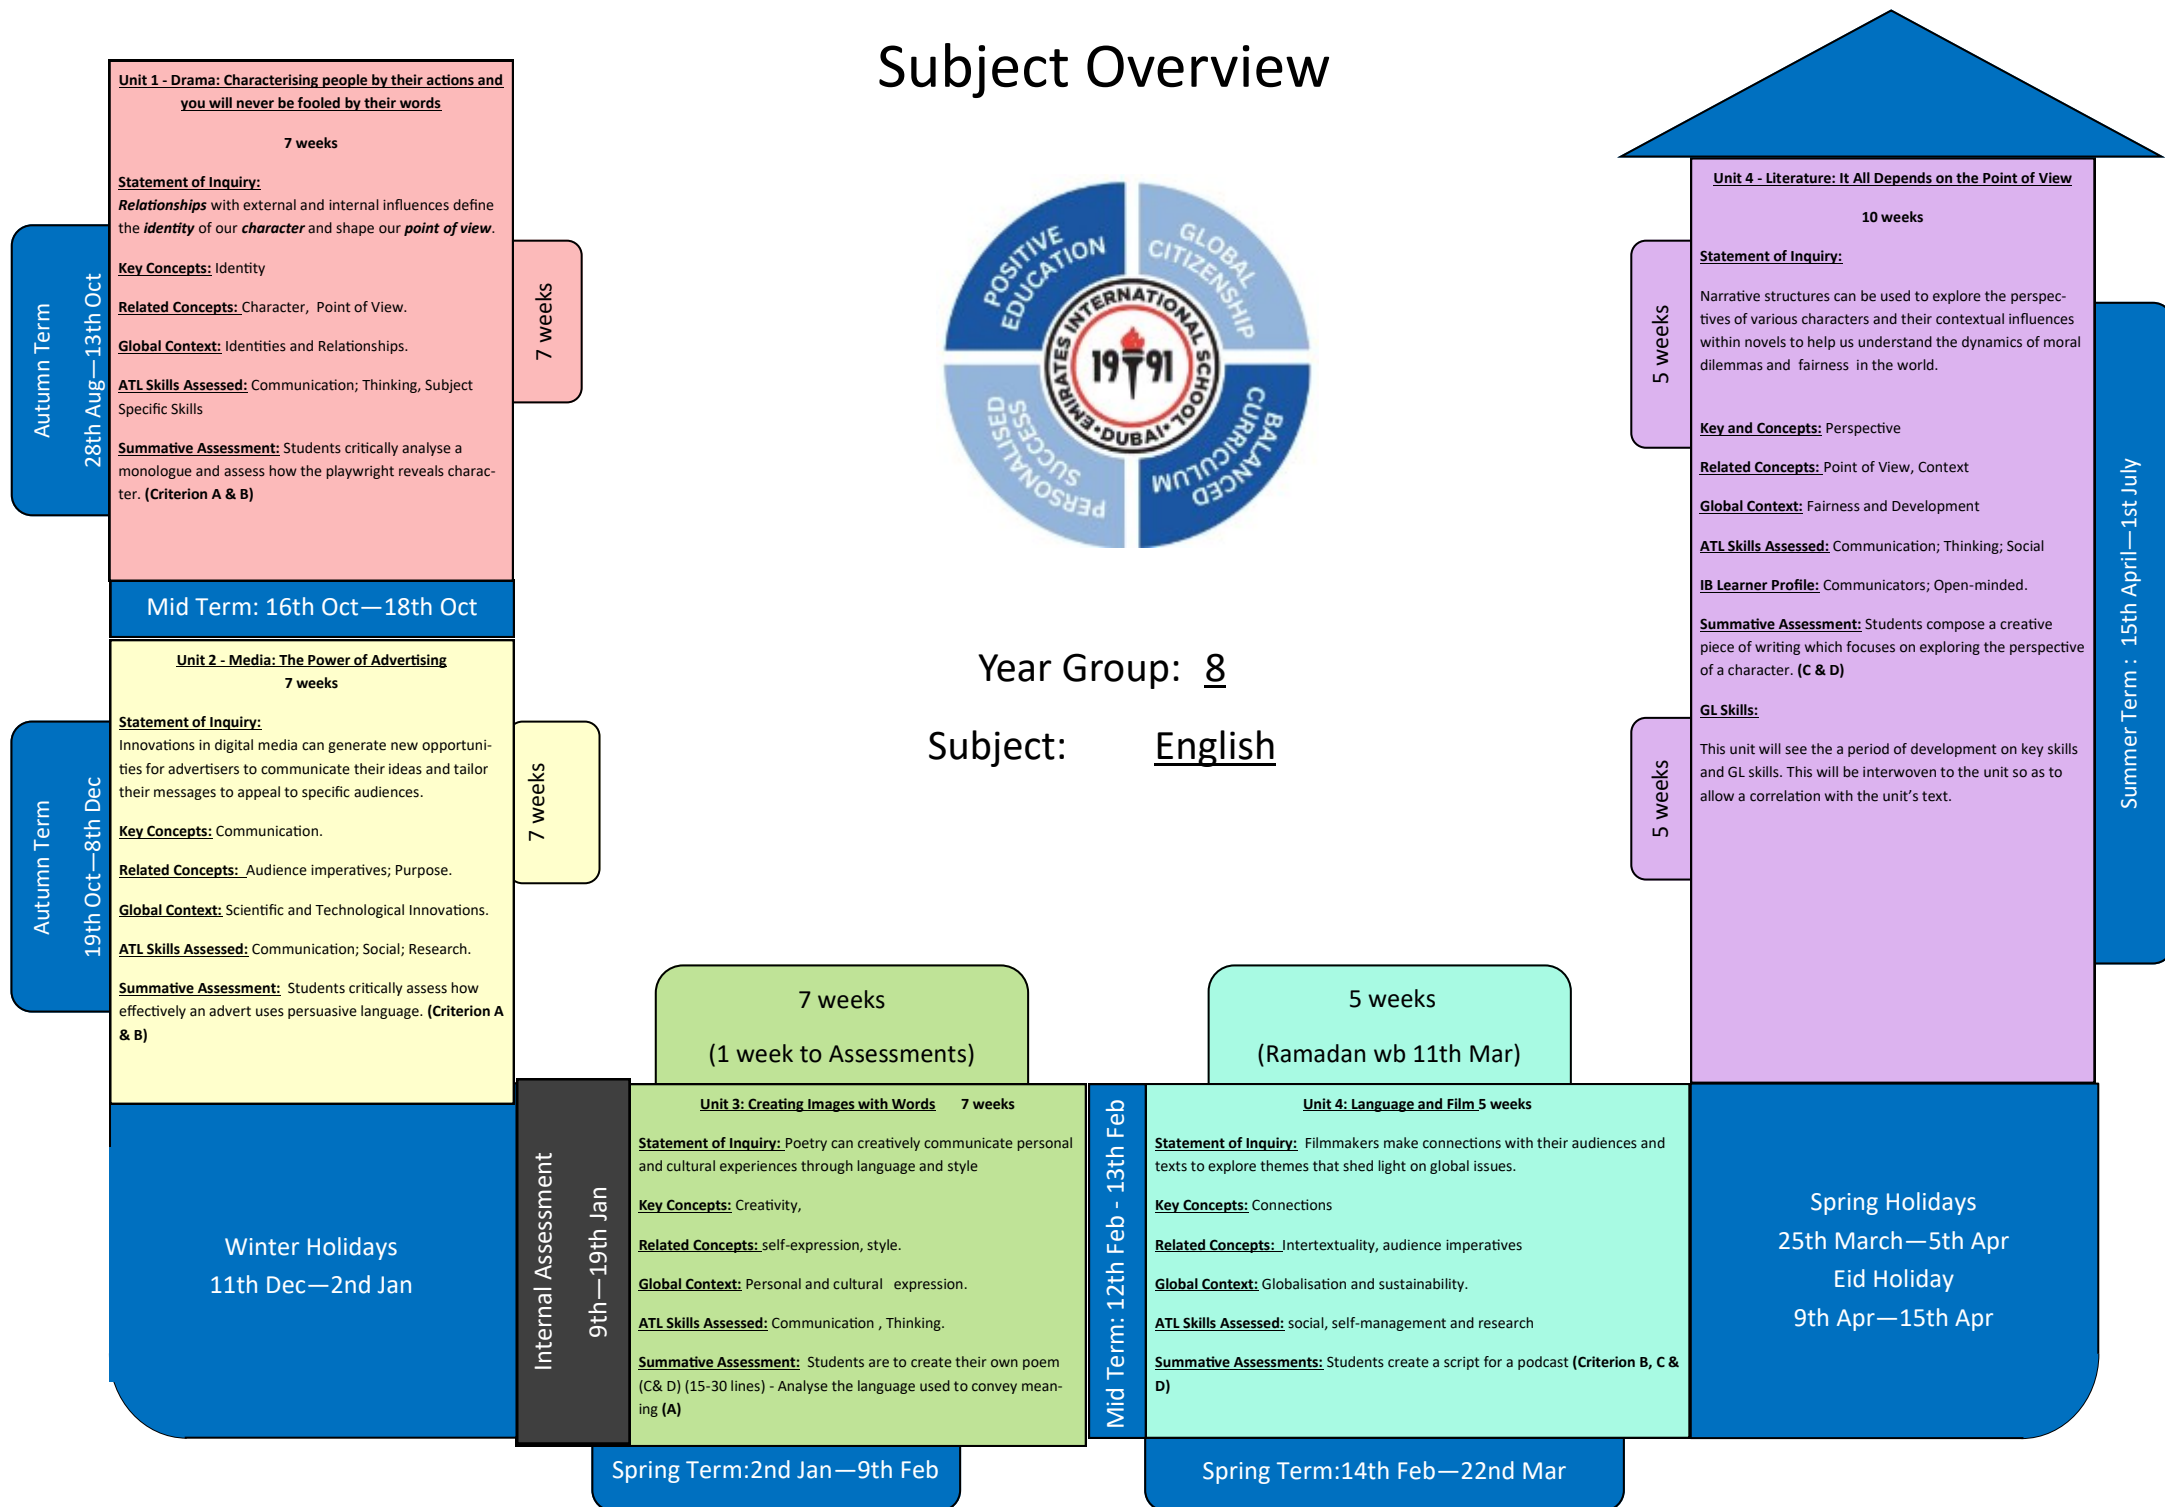 Subject Overview
Unit 1 - Drama: Characterising people by their actions and
you will never be fooled by their words
7 weeks
Statement of Inquiry:
Relationships with external and internal influences define
the identity of our character and shape our point of view.
Key Concepts: Identity
Related Concepts: Character, Point of View.
Global Context: Identities and Relationships.
ATL Skills Assessed: Communication; Thinking, Subject
Specific Skills
Summative Assessment: Students critically analyse a
monologue and assess how the playwright reveals charac-
ter. (Criterion A & B)
Autumn Term
28th Aug—13th Oct
7 weeks
Mid Term: 16th Oct—18th Oct
Unit 2 - Media: The Power of Advertising
7 weeks
Statement of Inquiry:
Innovations in digital media can generate new opportuni-
ties for advertisers to communicate their ideas and tailor
their messages to appeal to specific audiences.
Key Concepts: Communication.
Related Concepts: Audience imperatives; Purpose.
Global Context: Scientific and Technological Innovations.
ATL Skills Assessed: Communication; Social; Research.
Summative Assessment: Students critically assess how
effectively an advert uses persuasive language. (Criterion A
& B)
Autumn Term
19th Oct—8th Dec
7 weeks
Winter Holidays
11th Dec—2nd Jan
POSITIVE
EDUCATION
GLOBAL
CITIZENSHIP
PERSONALISED
SUCCESS
BALANCED
CURRICULUM
EMIRATES INTERNATIONAL SCHOOL
•DUBAI•
1991
Year Group: 8
Subject: English
Internal Assessment
9th—19th Jan
7 weeks
(1 week to Assessments)
Unit 3: Creating Images with Words 7 weeks
Statement of Inquiry: Poetry can creatively communicate personal
and cultural experiences through language and style
Key Concepts: Creativity,
Related Concepts: self-expression, style.
Global Context: Personal and cultural expression.
ATL Skills Assessed: Communication , Thinking.
Summative Assessment: Students are to create their own poem
(C& D) (15-30 lines) - Analyse the language used to convey mean-
ing (A)
Spring Term:2nd Jan—9th Feb
Mid Term: 12th Feb - 13th Feb
5 weeks
(Ramadan wb 11th Mar)
Unit 4: Language and Film 5 weeks
Statement of Inquiry: Filmmakers make connections with their audiences and
texts to explore themes that shed light on global issues.
Key Concepts: Connections
Related Concepts: Intertextuality, audience imperatives
Global Context: Globalisation and sustainability.
ATL Skills Assessed: social, self-management and research
Summative Assessments: Students create a script for a podcast (Criterion B, C &
D)
Spring Term:14th Feb—22nd Mar
Spring Holidays
25th March—5th Apr
Eid Holiday
9th Apr—15th Apr
Unit 4 - Literature: It All Depends on the Point of View
10 weeks
Statement of Inquiry:
Narrative structures can be used to explore the perspec-
tives of various characters and their contextual influences
within novels to help us understand the dynamics of moral
dilemmas and fairness in the world.
Key and Concepts: Perspective
Related Concepts: Point of View, Context
Global Context: Fairness and Development
ATL Skills Assessed: Communication; Thinking; Social
IB Learner Profile: Communicators; Open-minded.
Summative Assessment: Students compose a creative
piece of writing which focuses on exploring the perspective
of a character. (C & D)
GL Skills:
This unit will see the a period of development on key skills
and GL skills. This will be interwoven to the unit so as to
allow a correlation with the unit's text.
5 weeks
5 weeks
Summer Term : 15th April—1st July